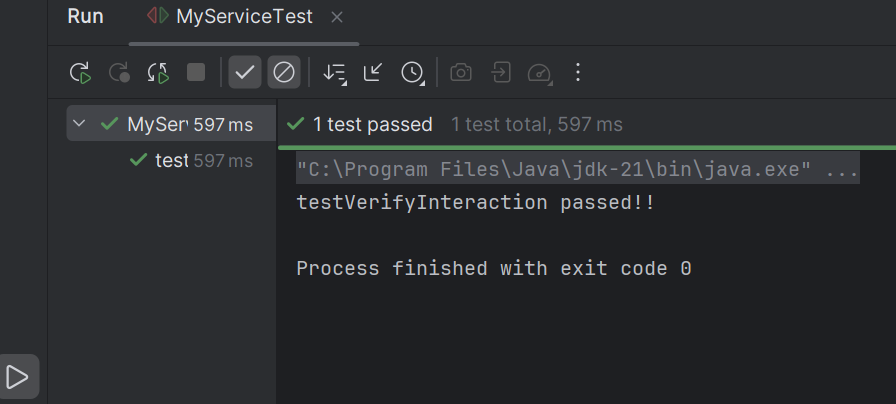 Run MyServiceTest
MySer 597 ms
test 597 ms
1 test passed 1 test total, 597 ms
"C:\Program Files\Java\jdk-21\bin\java.exe" ...
testVerifyInteraction passed!!
Process finished with exit code 0